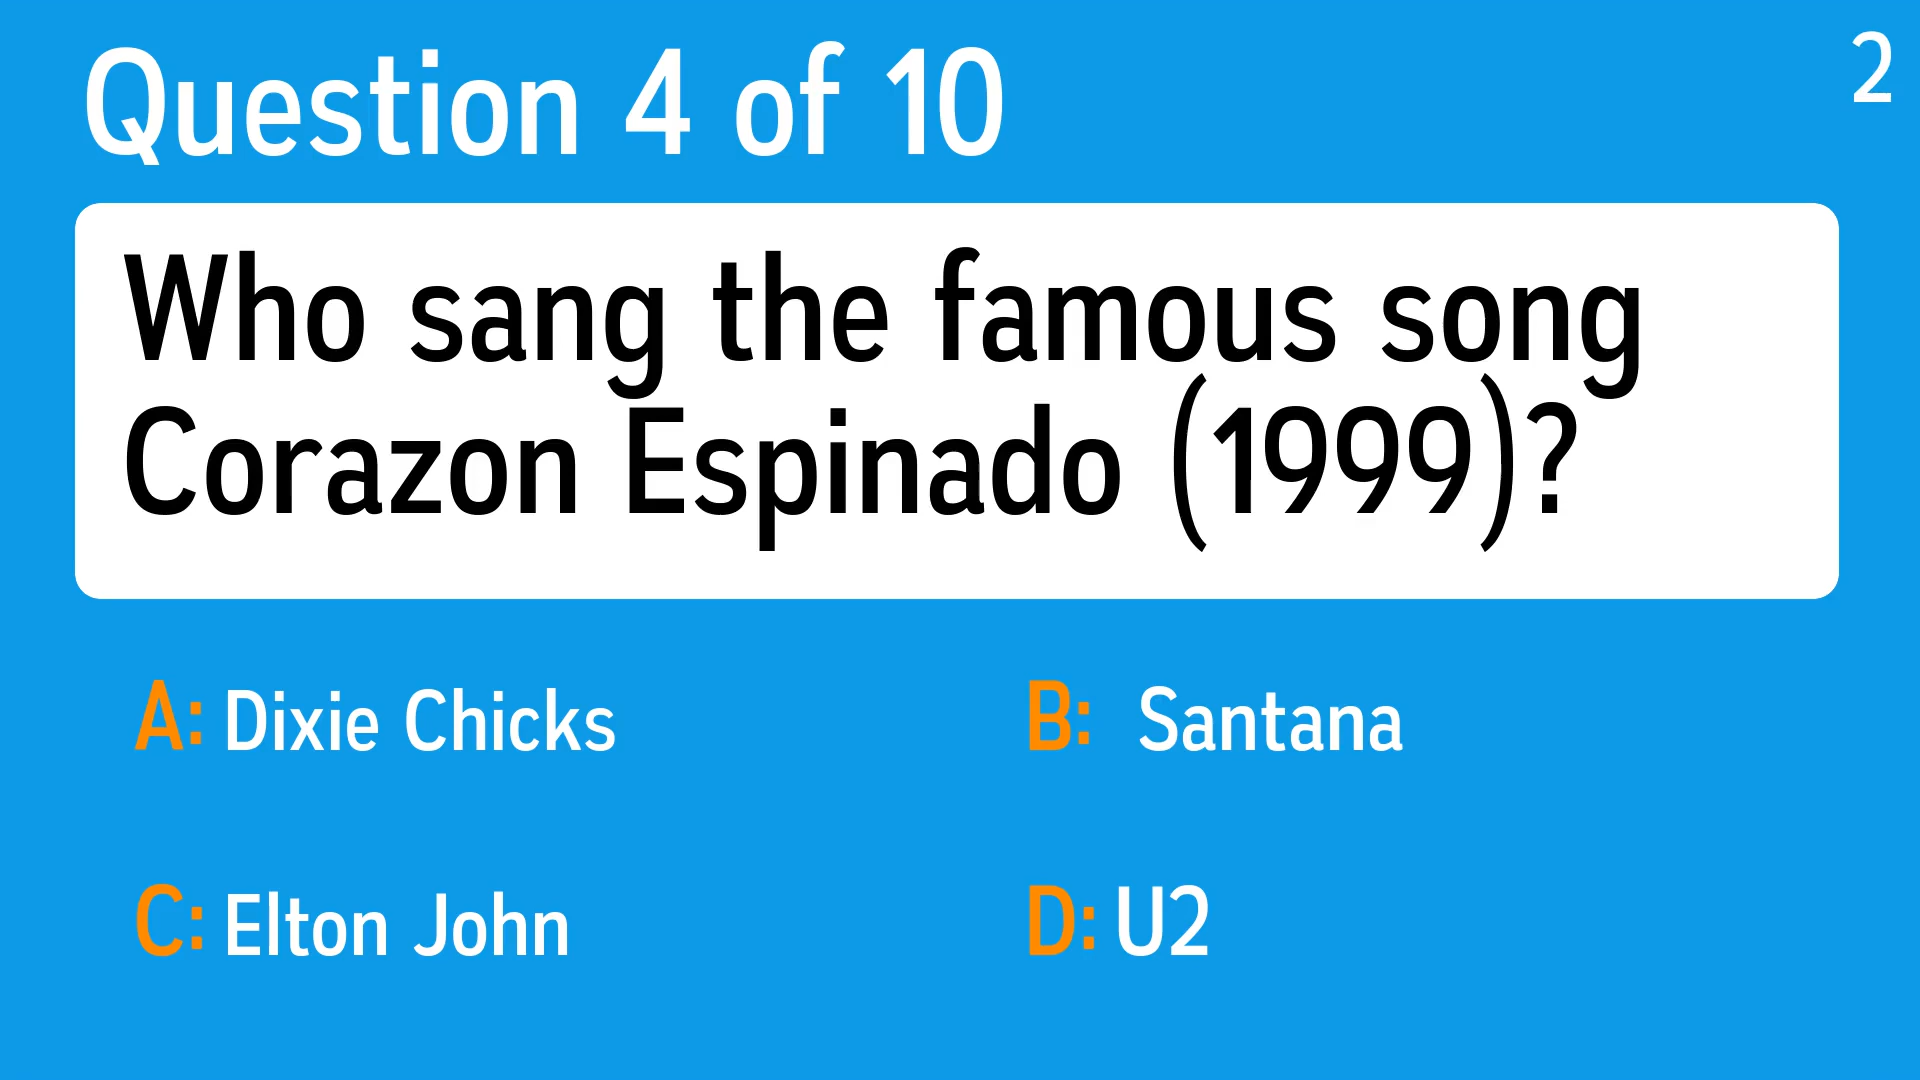 Question 4 of 10
2
Who sang the famous song
Corazon Espinado (1999)?
A: Dixie Chicks
B: Santana
C: Elton John
D: U2